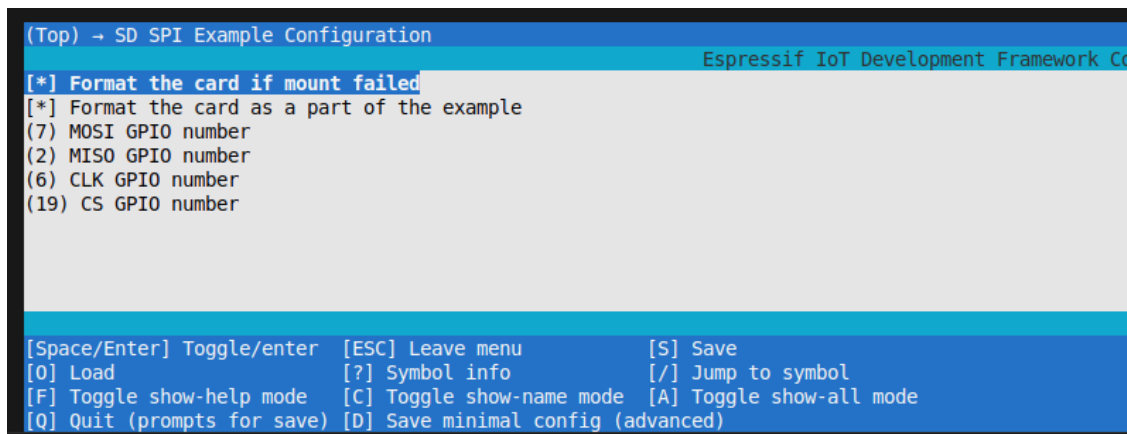 (Top) → SD SPI Example Configuration
Espressif IoT Development Framework Co
[*] Format the card if mount failed
[*] Format the card as a part of the example
(7) MOSI GPIO number
(2) MISO GPIO number
(6) CLK GPIO number
(19) CS GPIO number
[Space/Enter] Toggle/enter [ESC] Leave menu [S] Save
[O] Load [?] Symbol info [/] Jump to symbol
[F] Toggle show-help mode [C] Toggle show-name mode [A] Toggle show-all mode
[Q] Quit (prompts for save) [D] Save minimal config (advanced)